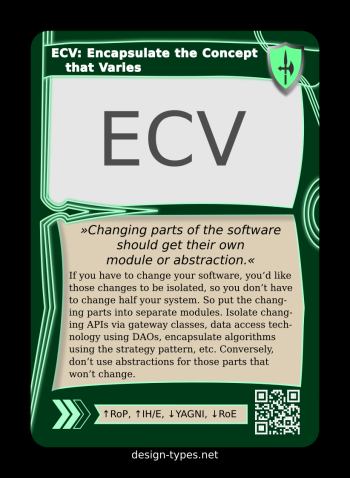 ECV: Encapsulate the Concept
that Varies
ECV
»Changing parts of the software
should get their own
module or abstraction.«
If you have to change your software, you’d like
those changes to be isolated, so you don’t have
to change half your system. So put the chang-
ing parts into separate modules. Isolate chang-
ing APIs via gateway classes, data access tech-
nology using DAOs, encapsulate algorithms
using the strategy pattern, etc. Conversely,
don’t use abstractions for those parts that
won’t change.
↑RoP, ↑IH/E, ↓YAGNI, ↓RoE
design-types.net